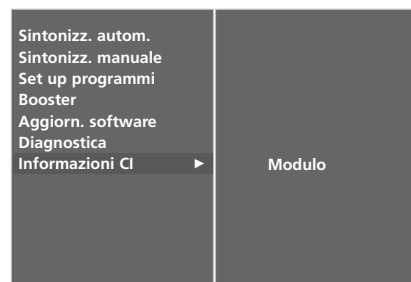 Sintonizz. autom.
Sintonizz. manuale
Set up programmi
Booster
Aggiorn. software
Diagnostica
Informazioni CI ►
Modulo